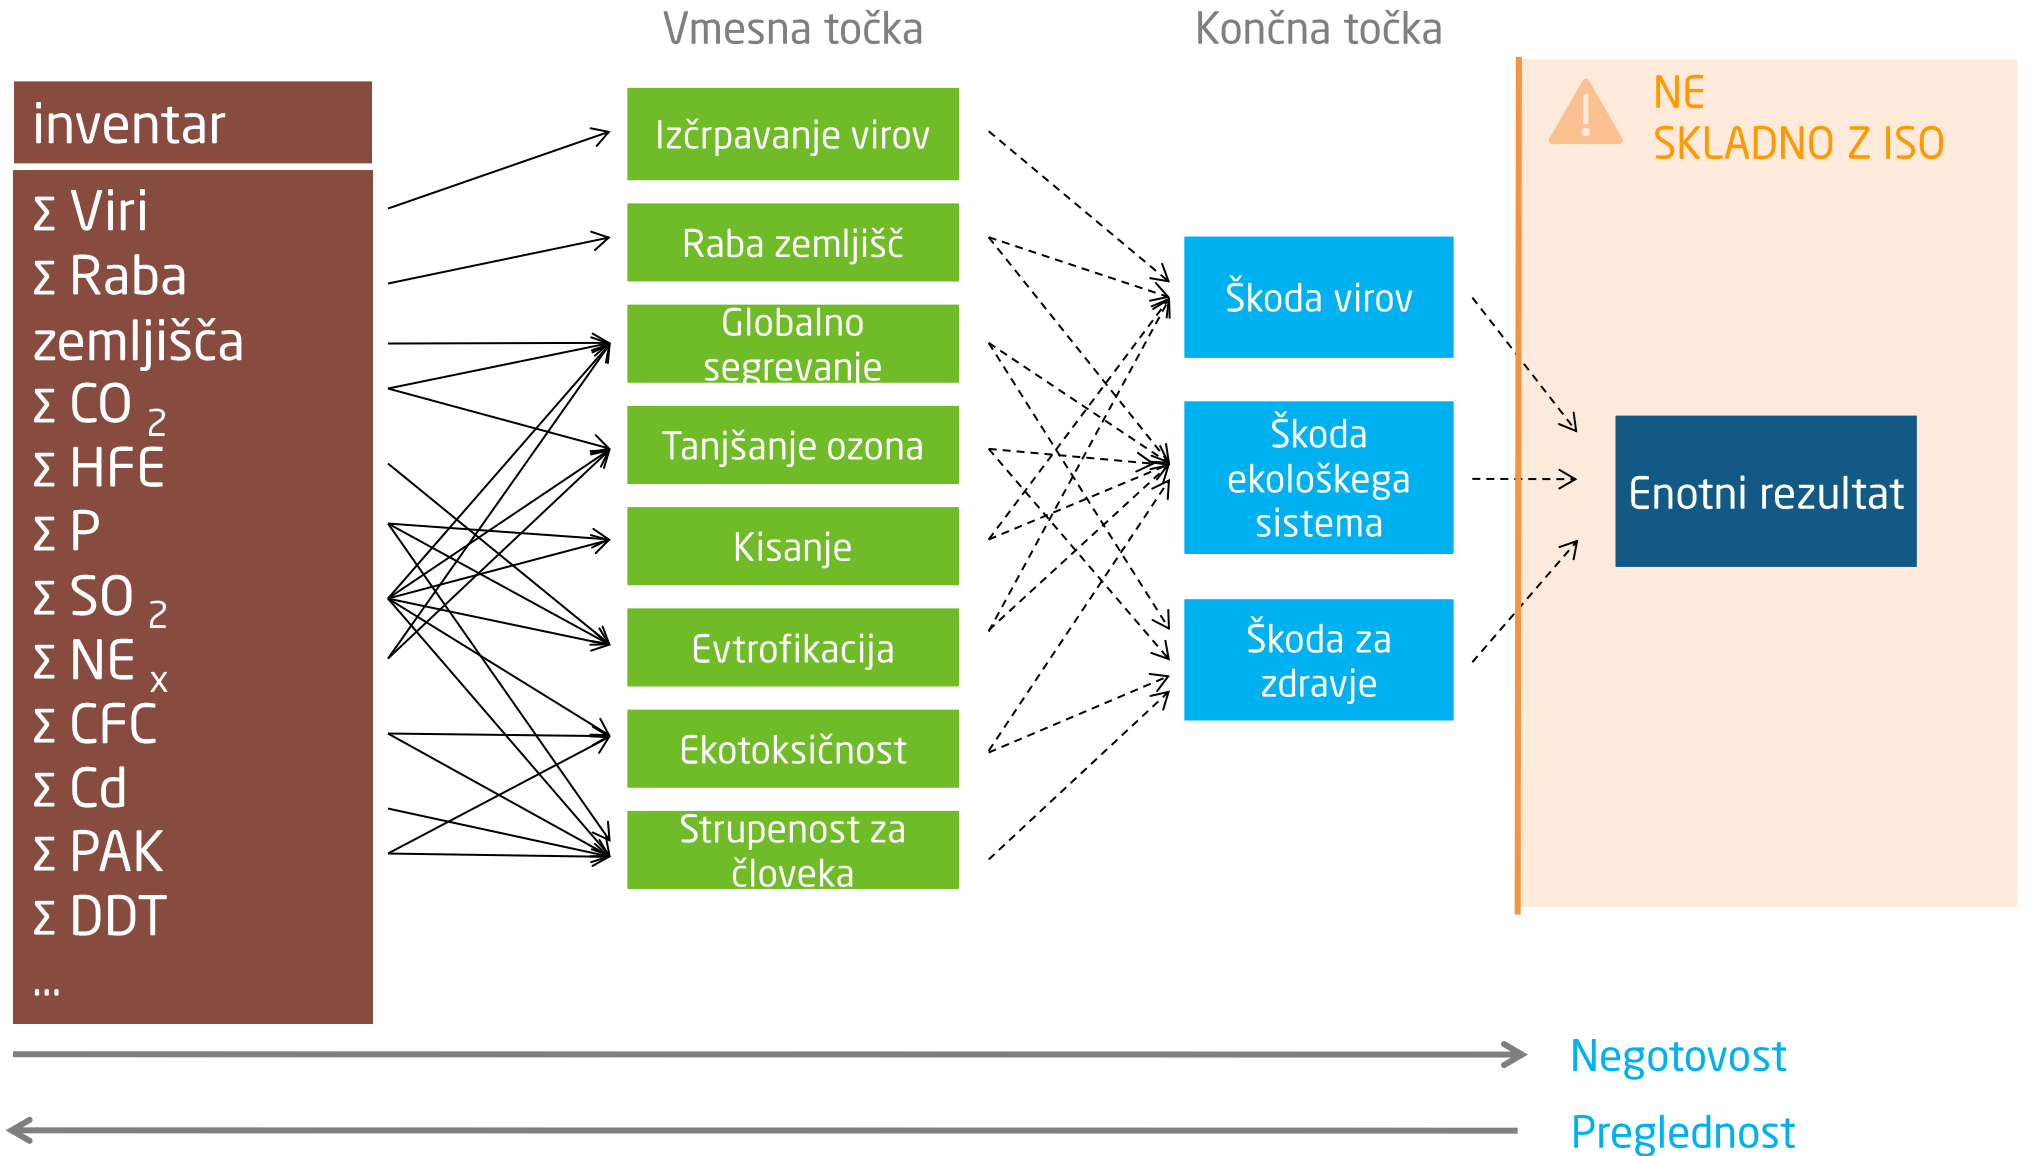 Vmesna točka
Končna točka
inventar
Σ Viri
Σ Raba
zemljišča
Σ CO 2
Σ HFE
Σ P
Σ SO 2
Σ NE x
Σ CFC
Σ Cd
Σ PAK
Σ DDT
...
Izčrpavanje virov
Raba zemljišč
Globalno
segrevanje
Tanjšanje ozona
Kisanje
Evtrofikacija
Ekotoksičnost
Strupenost za
človeka
Škoda virov
Škoda
ekološkega
sistema
Škoda za
zdravje
NE
SKLADNO Z ISO
Enotni rezultat
Negotovost
Preglednost